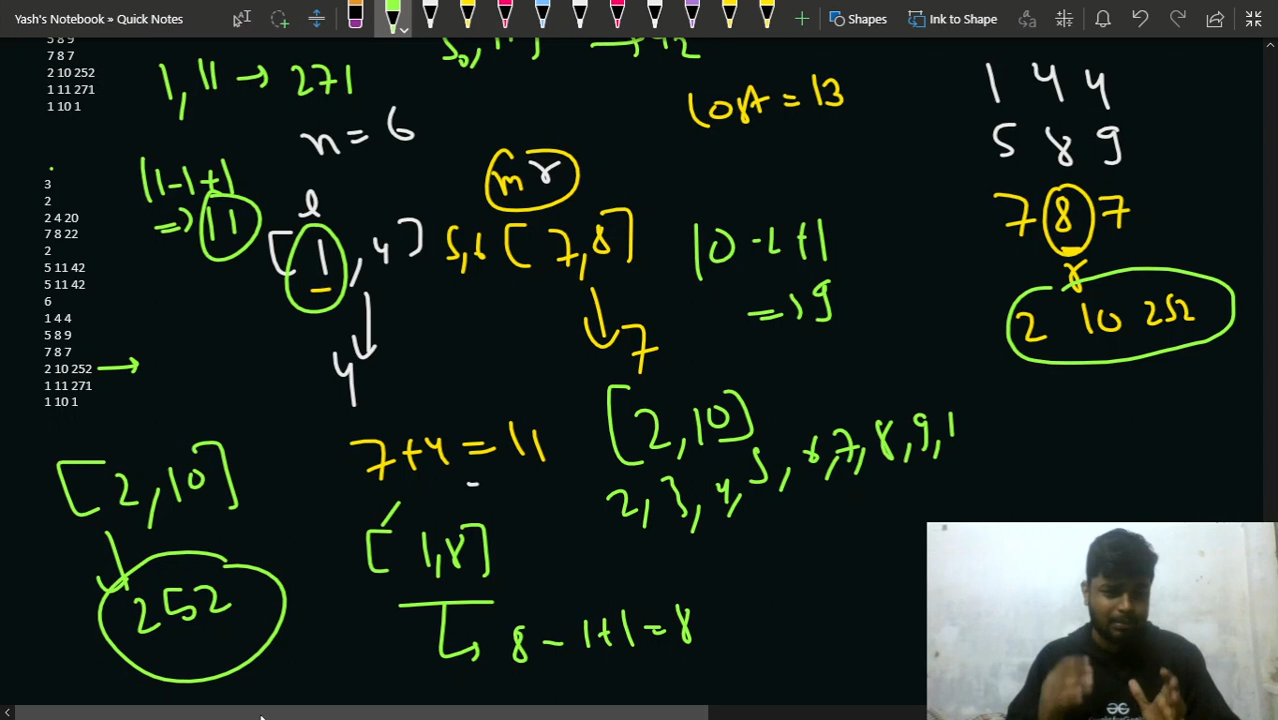 Yash's Notebook » Quick Notes
Shapes
Ink to Shape
5 8 9
7 8 7
2 10 252
1 11 271
1 10 1
3
2
2 4 20
7 8 22
2
5 11 42
5 11 42
6
1 4 4
5 8 9
7 8 7
2 10 252
1 11 271
1 10 1
1, 11 → 271
n = 6
11-1+1
=> 11
l
[1, 4]
4
m r
5, 6 [7, 8]
7
7+4 = 11
[1, 8]
8 - 1+1 = 8
[2, 10]
252
cost = 13
10 - 2 + 1
=> 9
[2, 10]
2, 3, 4, 5, 6, 7, 8, 9, 1
1 4 4
5 8 9
7 8 7
r
2 10 252